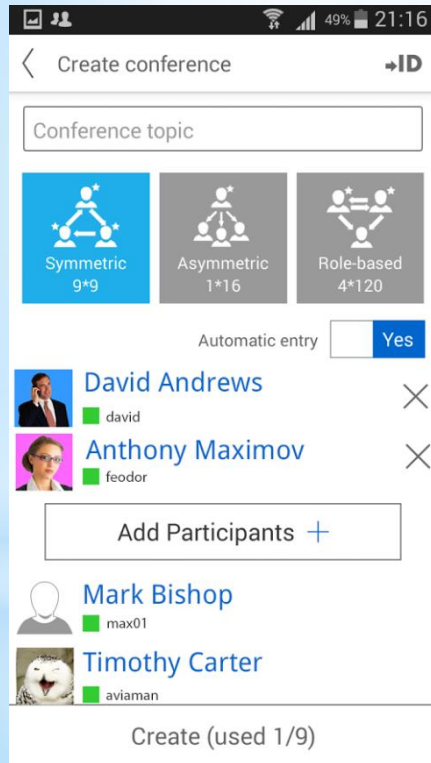 49% 21:16
Create conference
ID
Conference topic
Symmetric
9*9
Asymmetric
1*16
Role-based
4*120
Automatic entry Yes
David Andrews
david
Anthony Maximov
feodor
Add Participants +
Mark Bishop
max01
Timothy Carter
aviaman
Create (used 1/9)